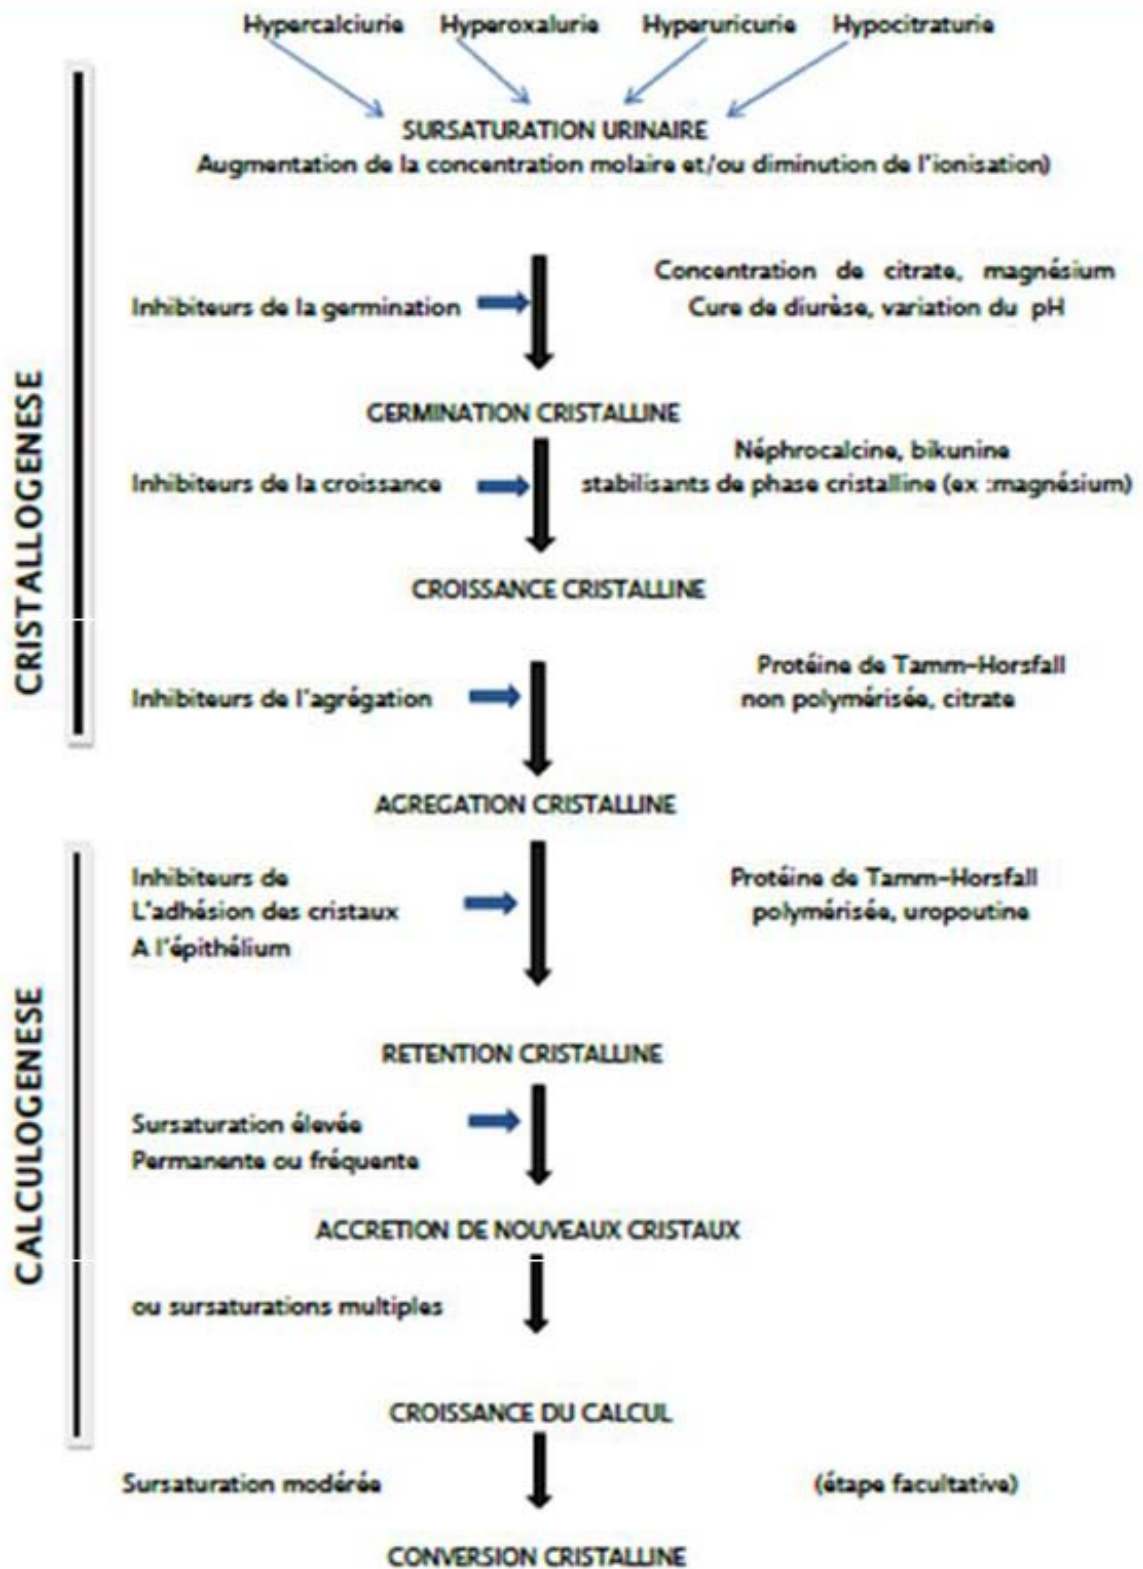 Hypercalciurie Hyperoxalurie Hyperuricurie Hypocitraturie
SURSATURATION URINAIRE
Augmentation de la concentration molaire et/ou diminution de l'ionisation)
Concentration de citrate, magnésium
Inhibiteurs de la germination
Cure de diurèse, variation du pH
GERMINATION CRISTALLINE
Néphrocalcine, bikunine
Inhibiteurs de la croissance
stabilisants de phase cristalline (ex :magnésium)
CROISSANCE CRISTALLINE
Protéine de Tamm-Horsfall
Inhibiteurs de l'agrégation
non polymérisée, citrate
AGREGATION CRISTALLINE
CRISTALLOGENESE
Inhibiteurs de
L'adhésion des cristaux
A l'épithélium
Protéine de Tamm-Horsfall
polymérisée, uropoutine
RETENTION CRISTALLINE
Sursaturation élevée
Permanente ou fréquente
ACCRETION DE NOUVEAUX CRISTAUX
ou sursaturations multiples
CROISSANCE DU CALCUL
CALCULOGENESE
Sursaturation modérée
(étape facultative)
CONVERSION CRISTALLINE